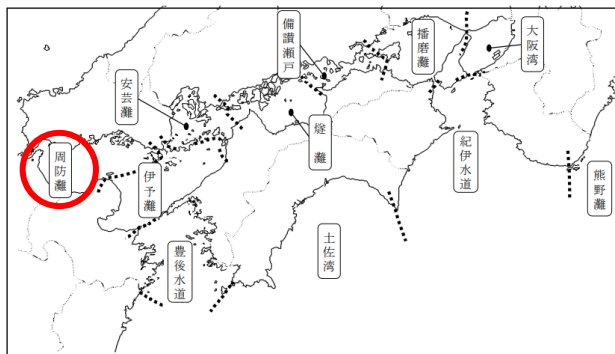 大阪湾
播磨灘
備讃瀬戸
安芸灘
燧灘
紀伊水道
熊野灘
周防灘
伊予灘
土佐湾
豊後水道